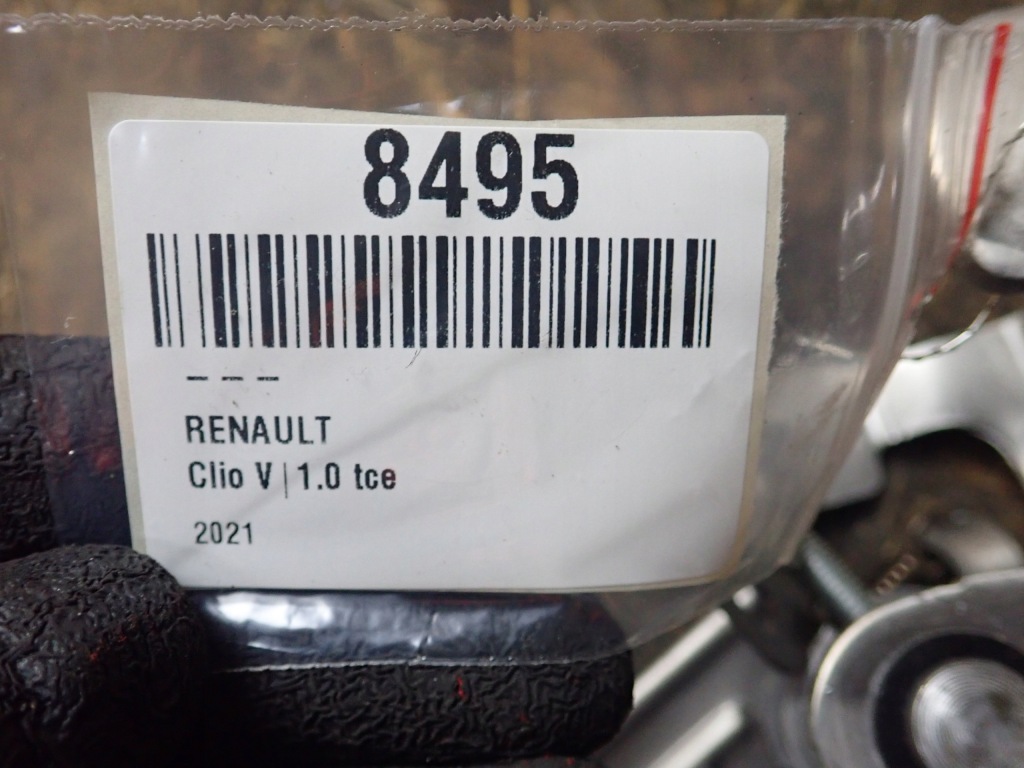 8495
– – –
RENAULT
Clio V | 1.0 tce
2021